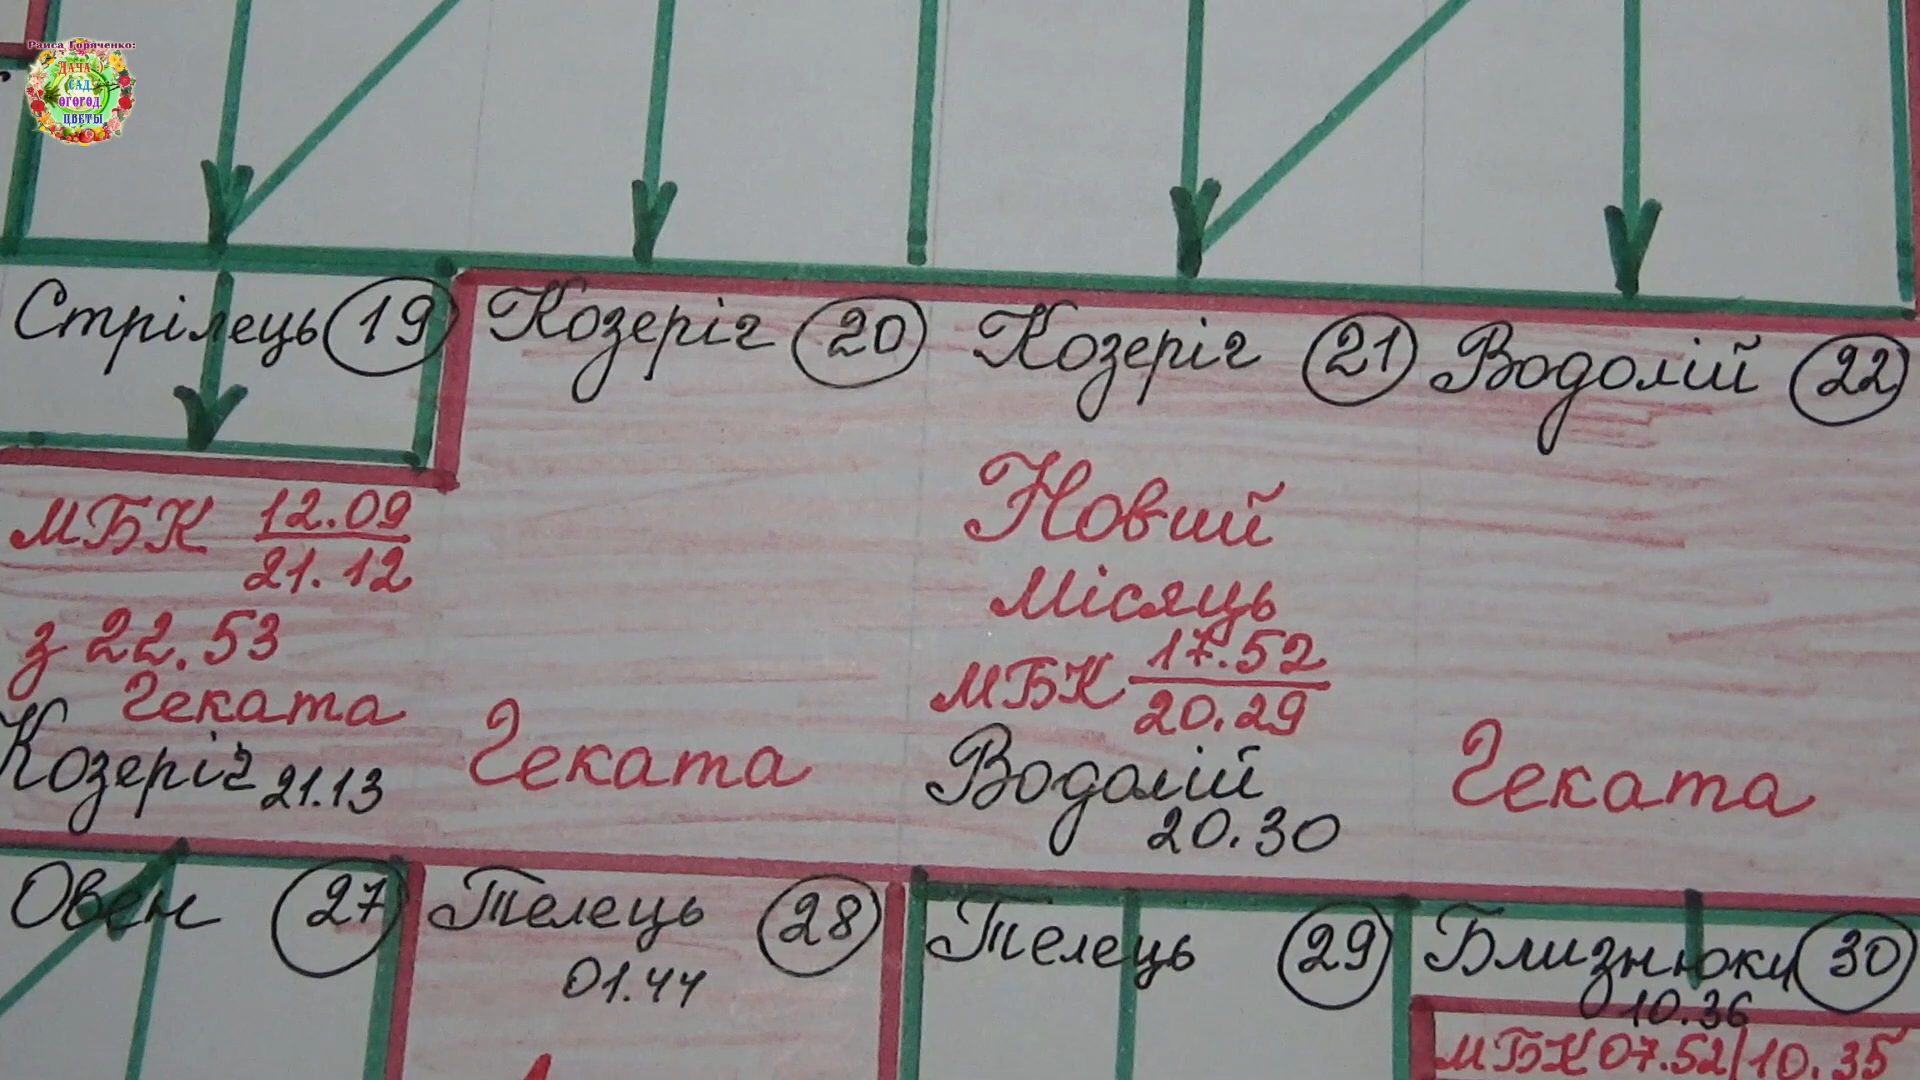 Раиса Горяченко:
ДАЧА
САД
ОГОРОД
ЦВЕТЫ
Стрілець 19
МБК 12.09
21.12
з 22.53
Геката
Козеріг 21.13
Козеріг 20
Геката
Козеріг 21
Новий
Місяць
МБК 17.52
20.29
Водолій
20.30
Водолій 22
Геката
Овен 27
Телець 28
01.44
Телець 29
Близнюки 30
10.36
МБК 07.52/10.35